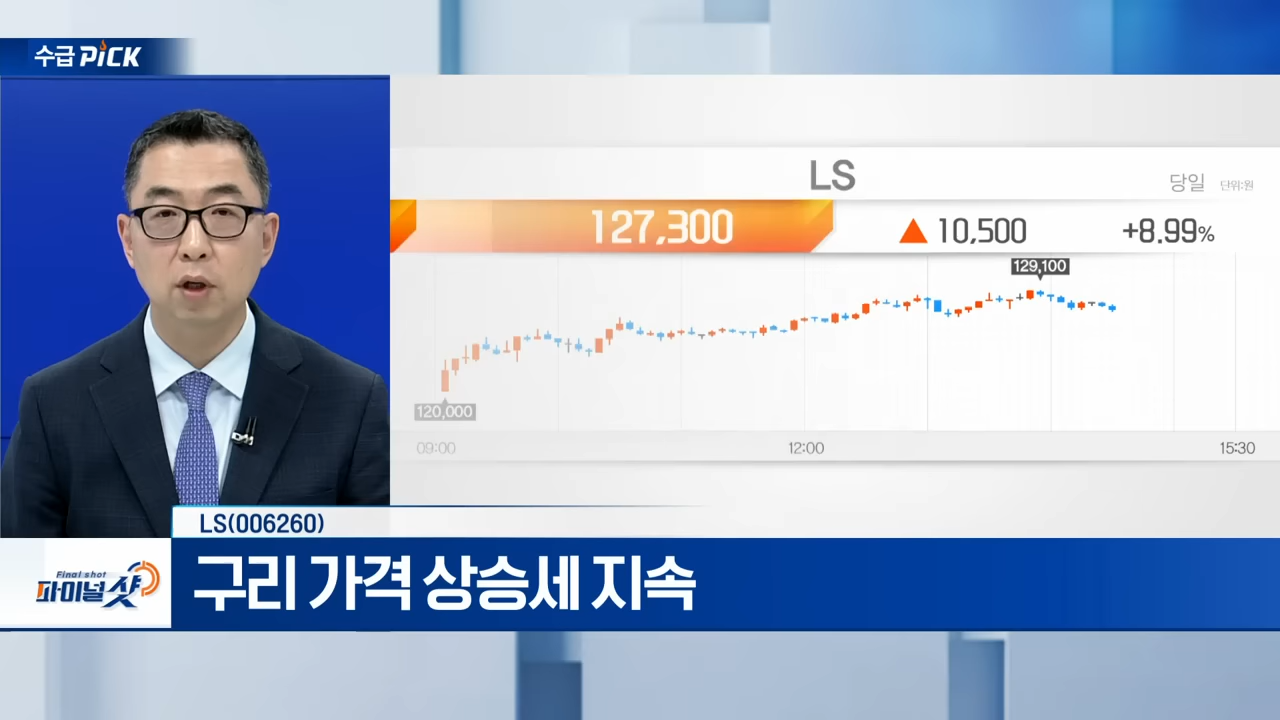 수급 PiCK
LS
당일 단위:원
127,300 ▲ 10,500 +8.99%
129,100
120,000
09:00 12:00 15:30
LS(006260)
Final shot
파이널샷
구리 가격 상승세 지속